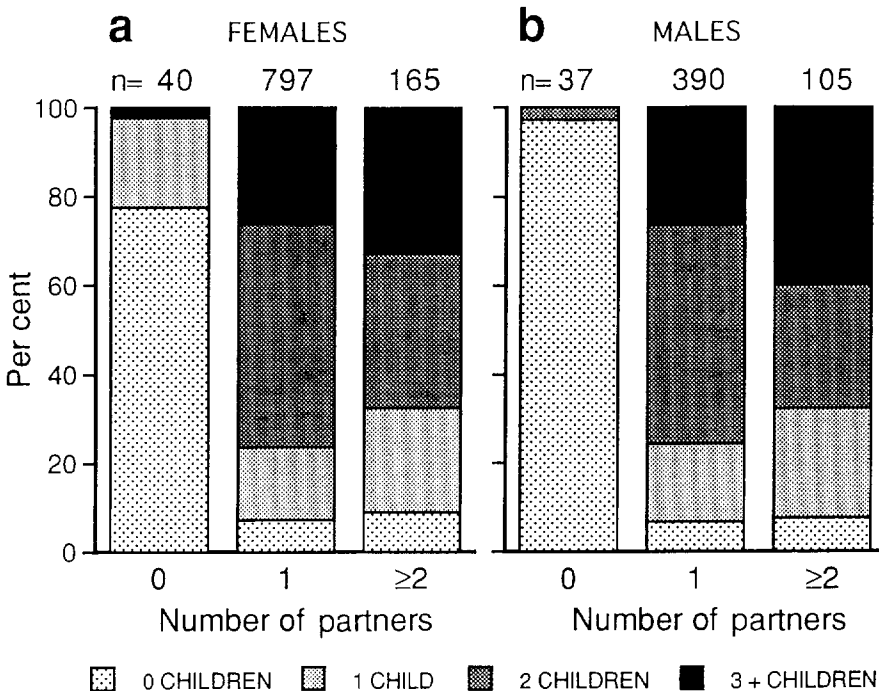 a FEMALES
n= 40 797 165
100
80
60
40
20
0
Per cent
0 1 ≥2
Number of partners
b MALES
n= 37 390 105
0 1 ≥2
Number of partners
0 CHILDREN 1 CHILD 2 CHILDREN 3 + CHILDREN